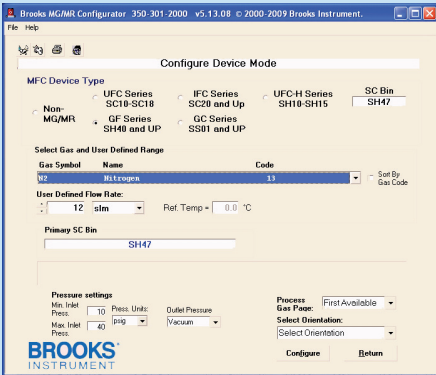 Brooks MG/MR Configurator 350-301-2000 v5.13.08 © 2000-2009 Brooks Instrument.
File Help
Configure Device Mode
MFC Device Type
Non-MG/MR
UFC Series SC10-SC18
IFC Series SC20 and Up
UFC-H Series SH10-SH15
SC Bin
SH47
GF Series SH40 and UP
GC Series SS01 and UP
Select Gas and User Defined Range
Gas Symbol Name Code
N2 Nitrogen 13
Sort By Gas Code
User Defined Flow Rate:
12 slm Ref. Temp = 0.0 °C
Primary SC Bin
SH47
Pressure settings
Min. Inlet Press. 10 Press. Units: psig
Max. Inlet Press. 40
Outlet Pressure
Vacuum
Process Gas Page: First Available
Select Orientation:
Select Orientation
BROOKS
INSTRUMENT
Configure Return